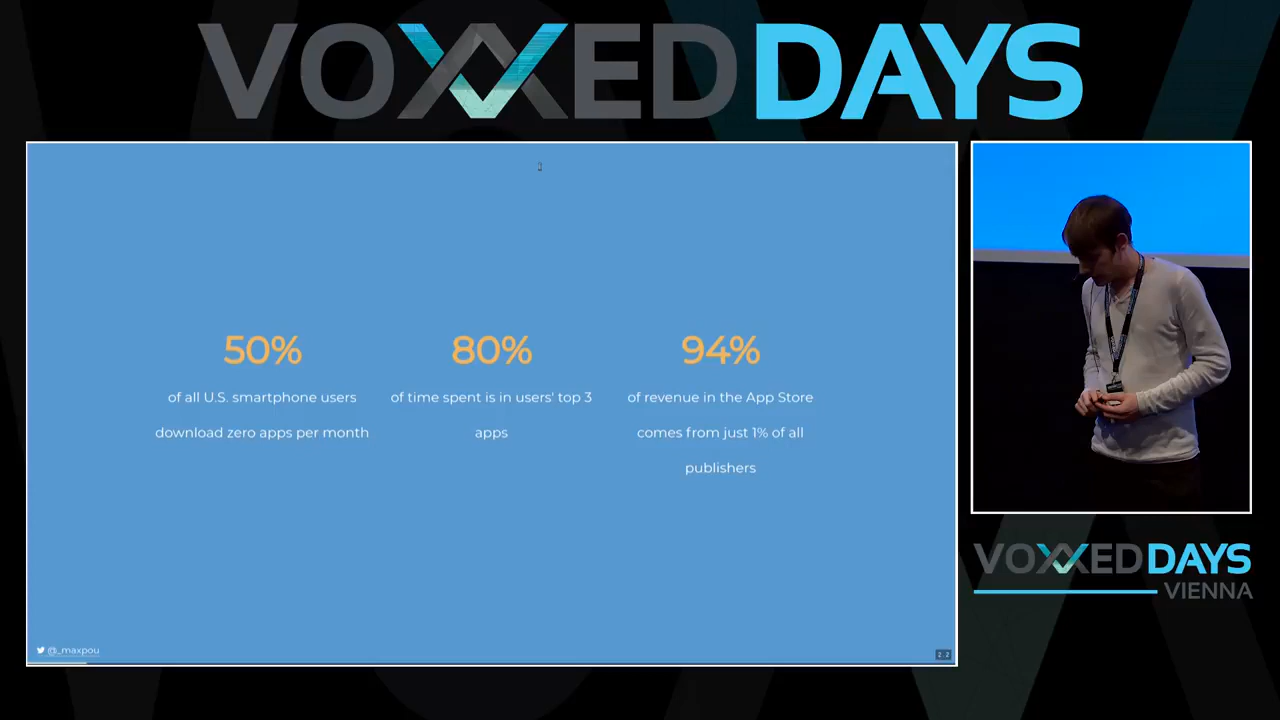 VOXXED DAYS
50%
of all U.S. smartphone users
download zero apps per month
80%
of time spent is in users' top 3
apps
94%
of revenue in the App Store
comes from just 1% of all
publishers
@_maxpou
2.2
VOXXED DAYS
VIENNA